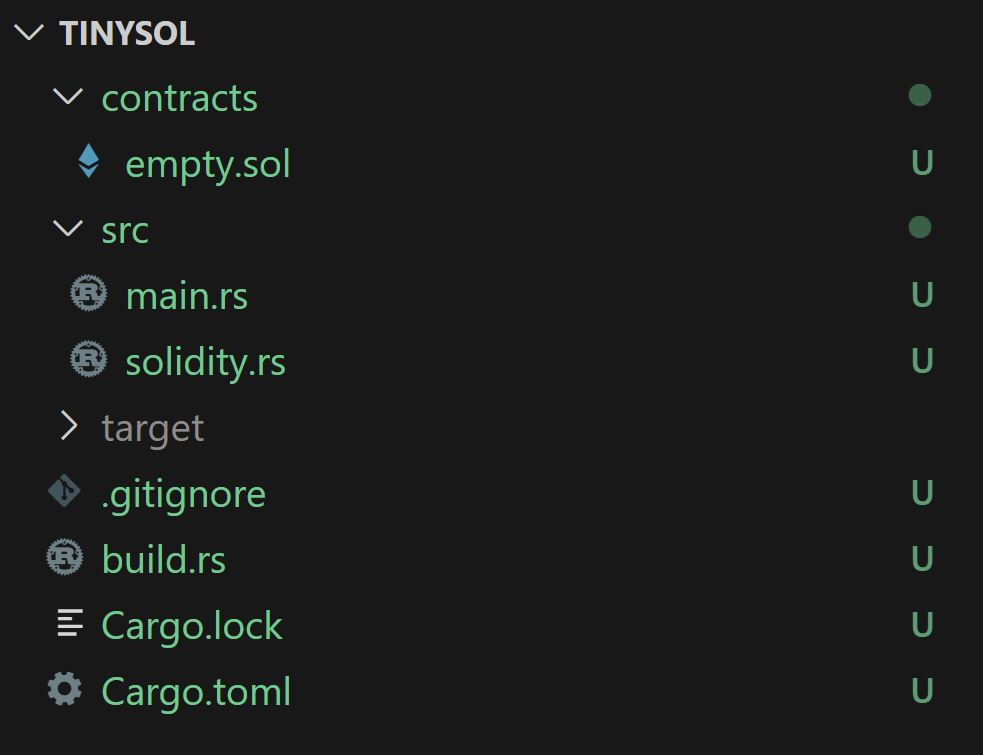 TINYSOL
contracts
empty.sol U
src
main.rs U
solidity.rs U
target
.gitignore U
build.rs U
Cargo.lock U
Cargo.toml U